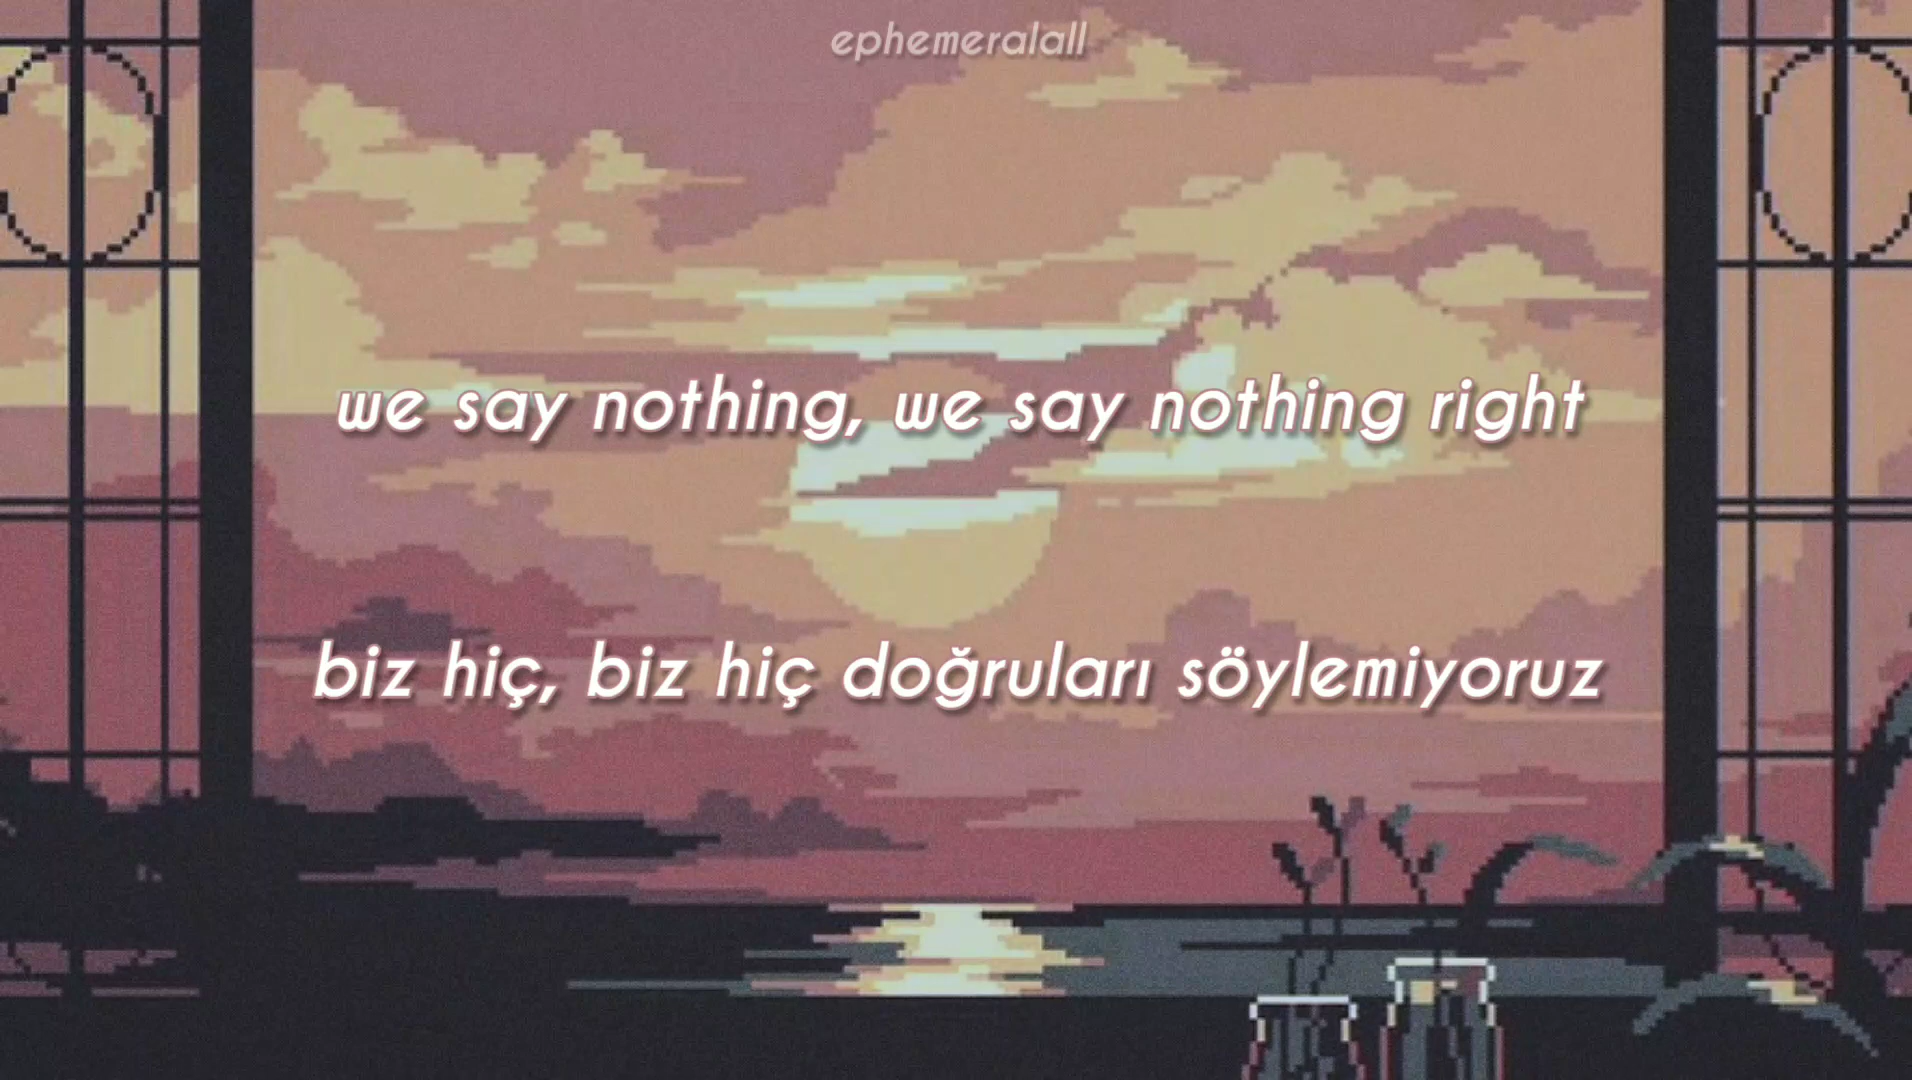 ephemeralall
we say nothing, we say nothing right
biz hiç, biz hiç doğruları söylemiyoruz